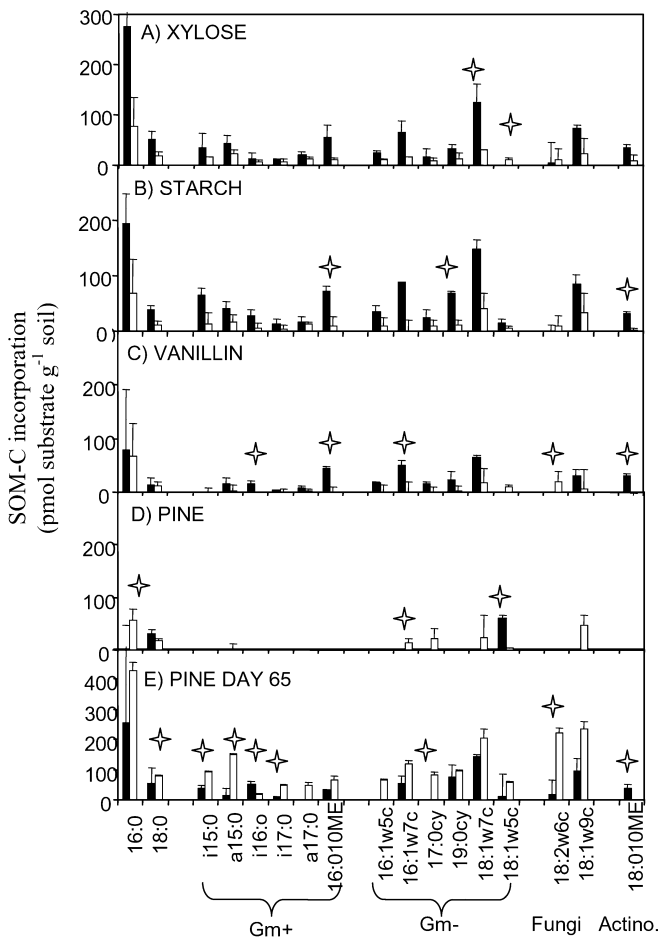 300
A) XYLOSE
200
100
0
B) STARCH
200
100
0
C) VANILLIN
200
100
0
D) PINE
200
100
0
E) PINE DAY 65
400
300
200
100
0
SOM-C incorporation
(pmol substrate g-1 soil)
16:0
18:0
i15:0
a15:0
i16:o
i17:0
a17:0
16:010ME
16:1w5c
16:1w7c
17:0cy
19:0cy
18:1w7c
18:1w5c
18:2w6c
18:1w9c
18:010ME
Gm+
Gm-
Fungi
Actino.